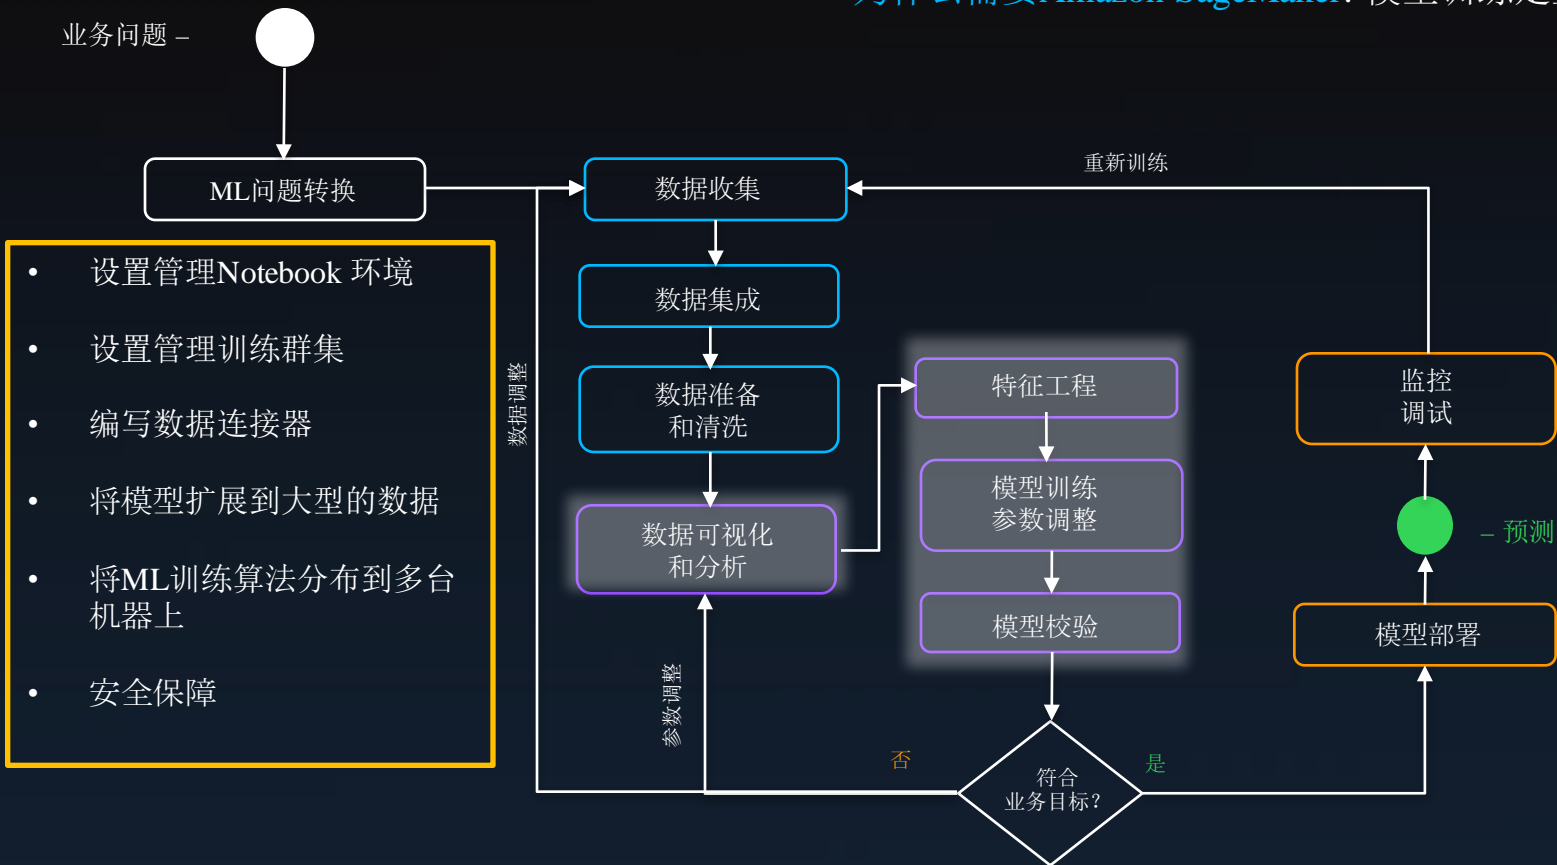 Amazon SageMaker: 模型训练是
业务问题 –
ML问题转换
数据收集
重新训练
• 设置管理Notebook 环境
• 设置管理训练群集
• 编写数据连接器
• 将模型扩展到大型的数据
• 将ML训练算法分布到多台
机器上
• 安全保障
数据调整
数据集成
数据准备
和清洗
数据可视化
和分析
参数调整
特征工程
模型训练
参数调整
模型校验
否
符合
业务目标?
是
监控
调试
– 预测
模型部署